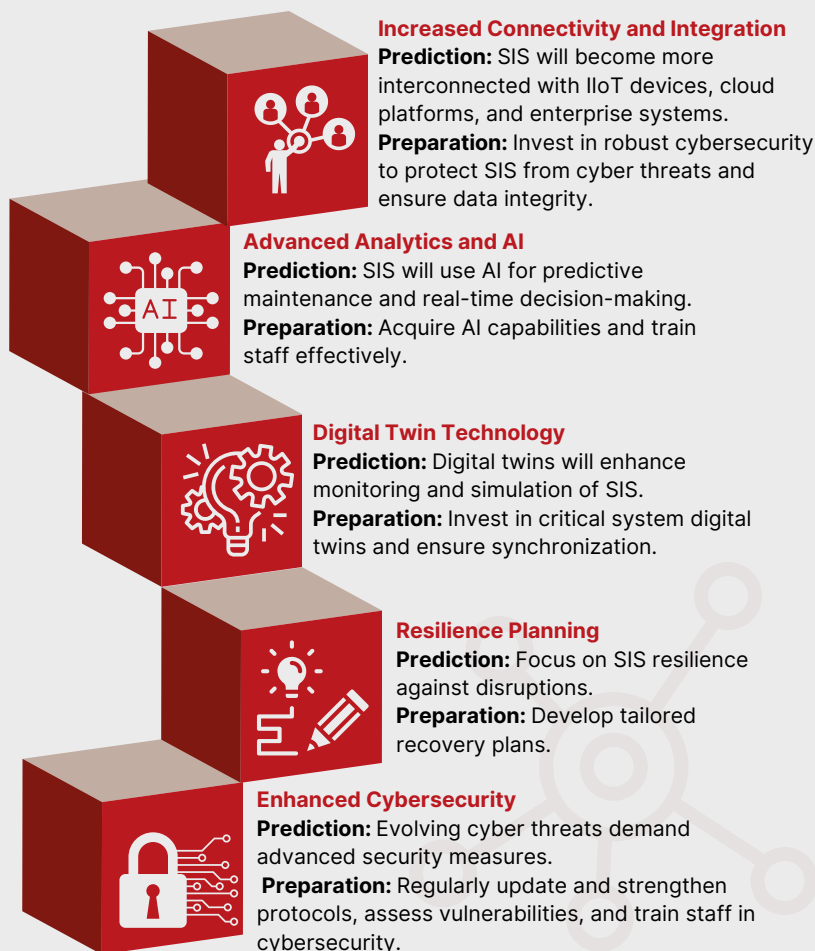 Increased Connectivity and Integration
Prediction: SIS will become more
interconnected with IIoT devices, cloud
platforms, and enterprise systems.
Preparation: Invest in robust cybersecurity
to protect SIS from cyber threats and
ensure data integrity.
Advanced Analytics and AI
Prediction: SIS will use AI for predictive
maintenance and real-time decision-making.
Preparation: Acquire AI capabilities and train
staff effectively.
AI
Digital Twin Technology
Prediction: Digital twins will enhance
monitoring and simulation of SIS.
Preparation: Invest in critical system digital
twins and ensure synchronization.
Resilience Planning
Prediction: Focus on SIS resilience
against disruptions.
Preparation: Develop tailored
recovery plans.
Enhanced Cybersecurity
Prediction: Evolving cyber threats demand
advanced security measures.
Preparation: Regularly update and strengthen
protocols, assess vulnerabilities, and train staff in
cybersecurity.